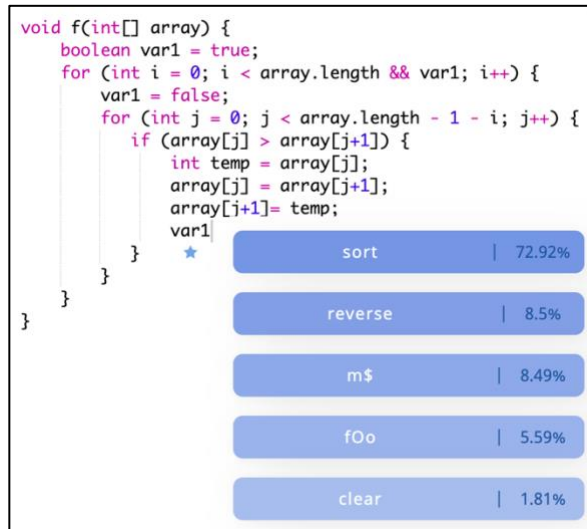 void f(int[] array) {
    boolean var1 = true;
    for (int i = 0; i < array.length && var1; i++) {
        var1 = false;
        for (int j = 0; j < array.length - 1 - i; j++) {
            if (array[j] > array[j+1]) {
                int temp = array[j];
                array[j] = array[j+1];
                array[j+1]= temp;
                var1
            }
        }
    }
}
sort | 72.92%
reverse | 8.5%
m$ | 8.49%
fOo | 5.59%
clear | 1.81%